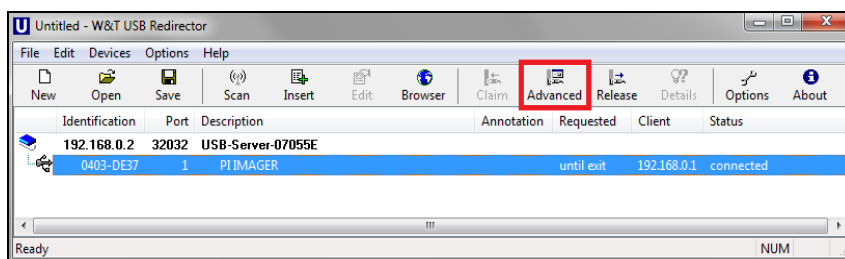 U Untitled - W&T USB Redirector
File Edit Devices Options Help
New Open Save Scan Insert Edit Browser Claim Advanced Release Details Options About
Identification Port Description Annotation Requested Client Status
192.168.0.2 32032 USB-Server-07055E
0403-DE37 1 PI IMAGER until exit 192.168.0.1 connected
Ready NUM